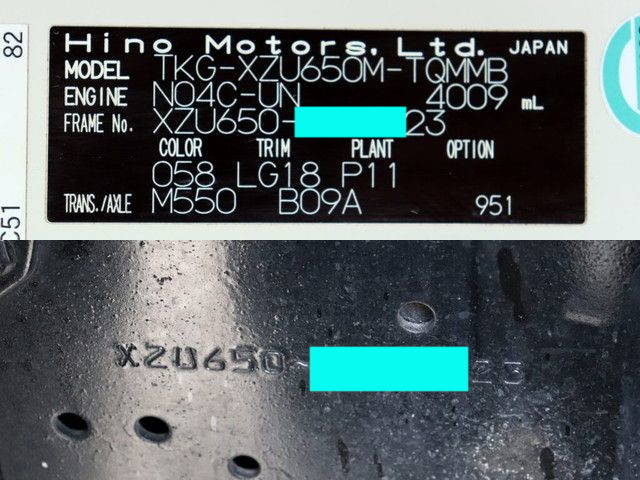 82
C51
Hino Motors, Ltd. JAPAN
MODEL TKG-XZU650M-TQMMB
ENGINE N04C-UN 4009 mL
FRAME No. XZU650- 23
COLOR TRIM PLANT OPTION
058 LG18 P11
TRANS./AXLE M550 B09A 951
XZU650- 23